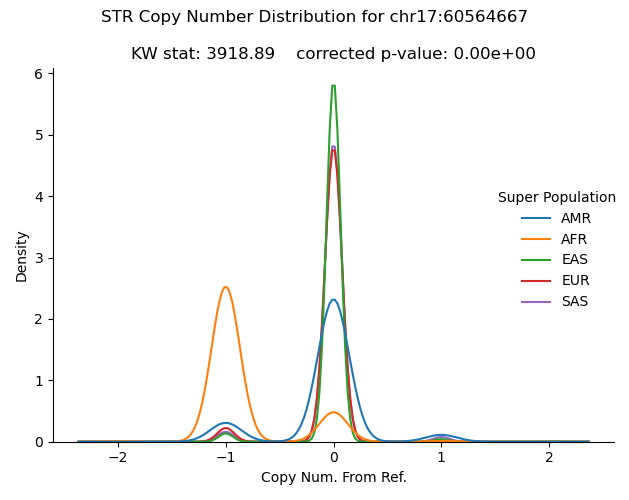 STR Copy Number Distribution for chr17:60564667
KW stat: 3918.89    corrected p-value: 0.00e+00
6
5
4
3
2
1
0
Density
Super Population
AMR
AFR
EAS
EUR
SAS
−2
−1
0
1
2
Copy Num. From Ref.